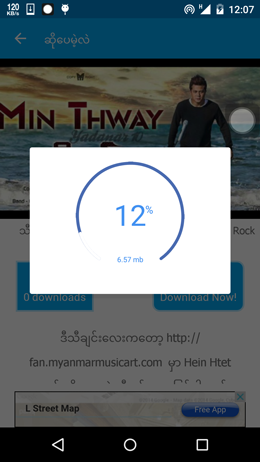 120
KB/s
12:07
ဆိုပေမဲ့လဲ
MIN THWAY
12%
6.57 mb
Rock
0 downloads
Download Now!
ဒီသီချင်းလေးကတော့ http://
fan.myanmarmusicart.com မှာ Hein Htet
L Street Map
Free App